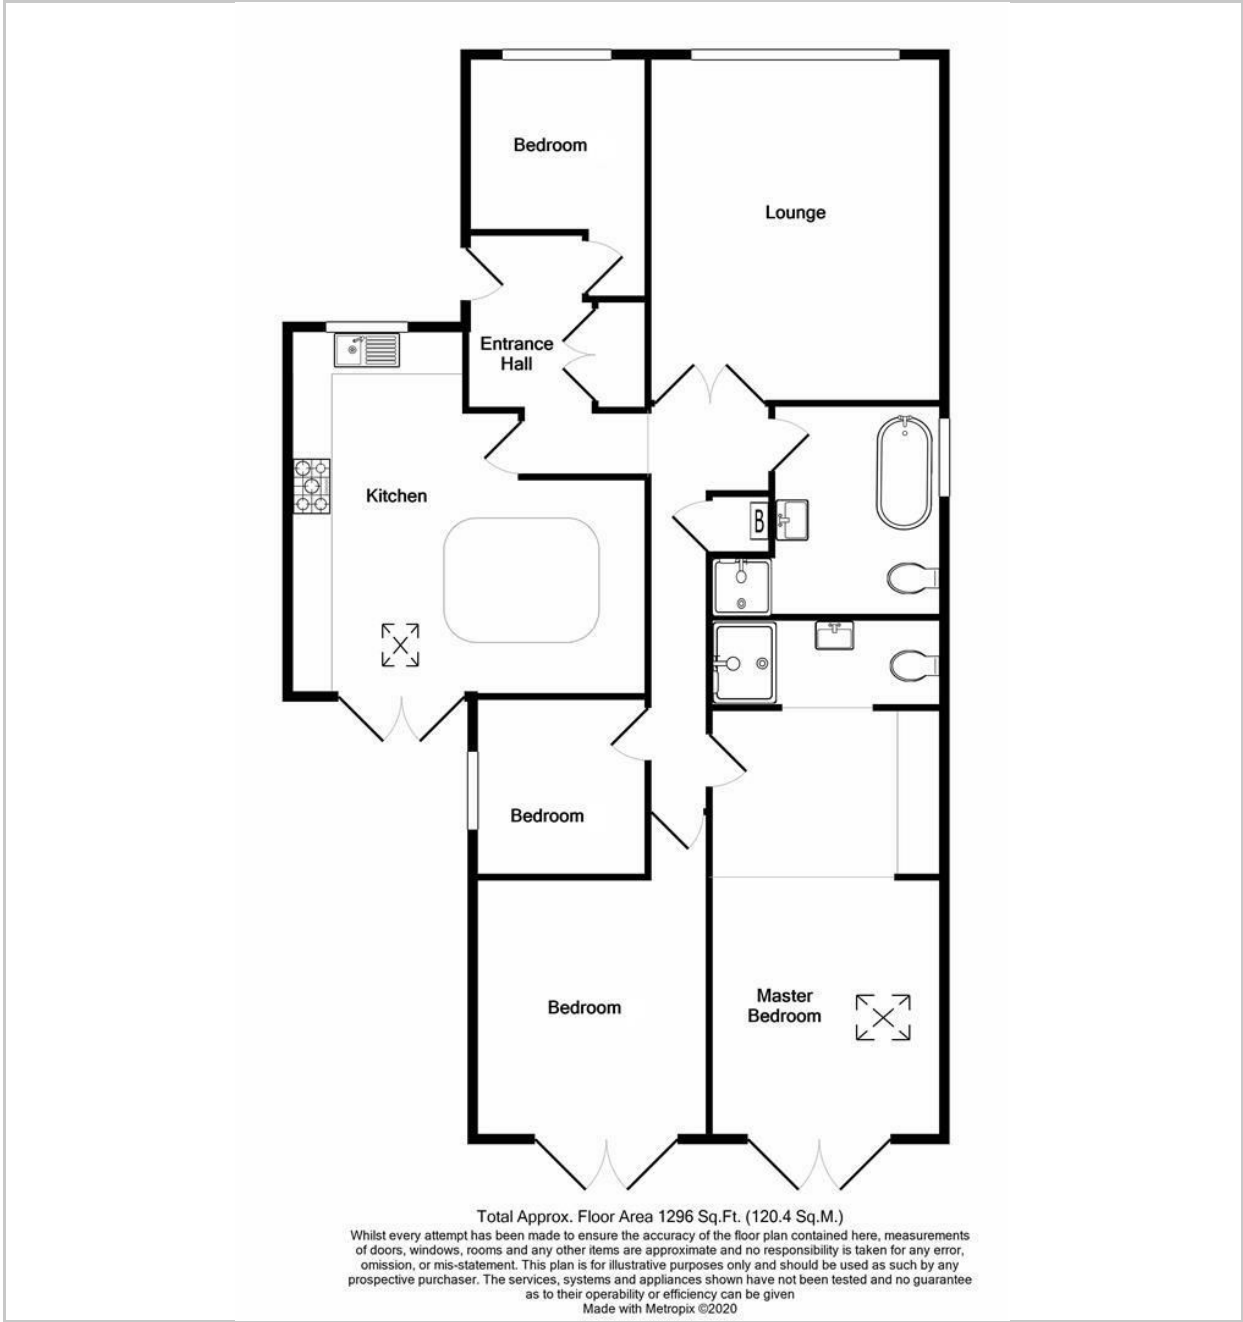 Bedroom
Lounge
Entrance
Hall
Kitchen
B
Bedroom
Bedroom
Master
Bedroom
Total Approx. Floor Area 1296 Sq.Ft. (120.4 Sq.M.)
Whilst every attempt has been made to ensure the accuracy of the floor plan contained here, measurements
of doors, windows, rooms and any other items are approximate and no responsibility is taken for any error,
omission, or mis-statement. This plan is for illustrative purposes only and should be used as such by any
prospective purchaser. The services, systems and appliances shown have not been tested and no guarantee
as to their operability or efficiency can be given
Made with Metropix ©2020